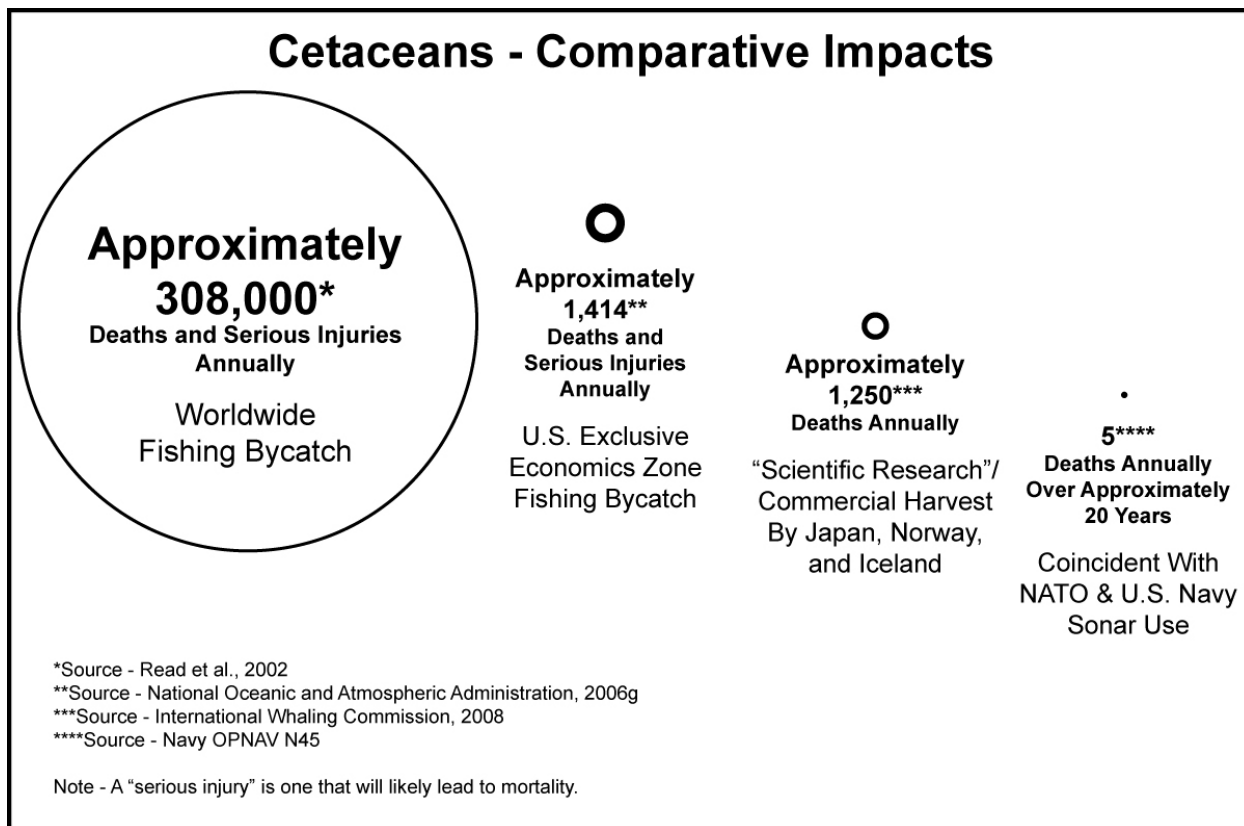 Cetaceans - Comparative Impacts
Approximately
308,000*
Deaths and Serious Injuries
Annually
Worldwide
Fishing Bycatch
Approximately
1,414**
Deaths and
Serious Injuries
Annually
U.S. Exclusive
Economics Zone
Fishing Bycatch
Approximately
1,250***
Deaths Annually
“Scientific Research”/
Commercial Harvest
By Japan, Norway,
and Iceland
5****
Deaths Annually
Over Approximately
20 Years
Coincident With
NATO & U.S. Navy
Sonar Use
*Source - Read et al., 2002
**Source - National Oceanic and Atmospheric Administration, 2006g
***Source - International Whaling Commission, 2008
****Source - Navy OPNAV N45
Note - A “serious injury” is one that will likely lead to mortality.